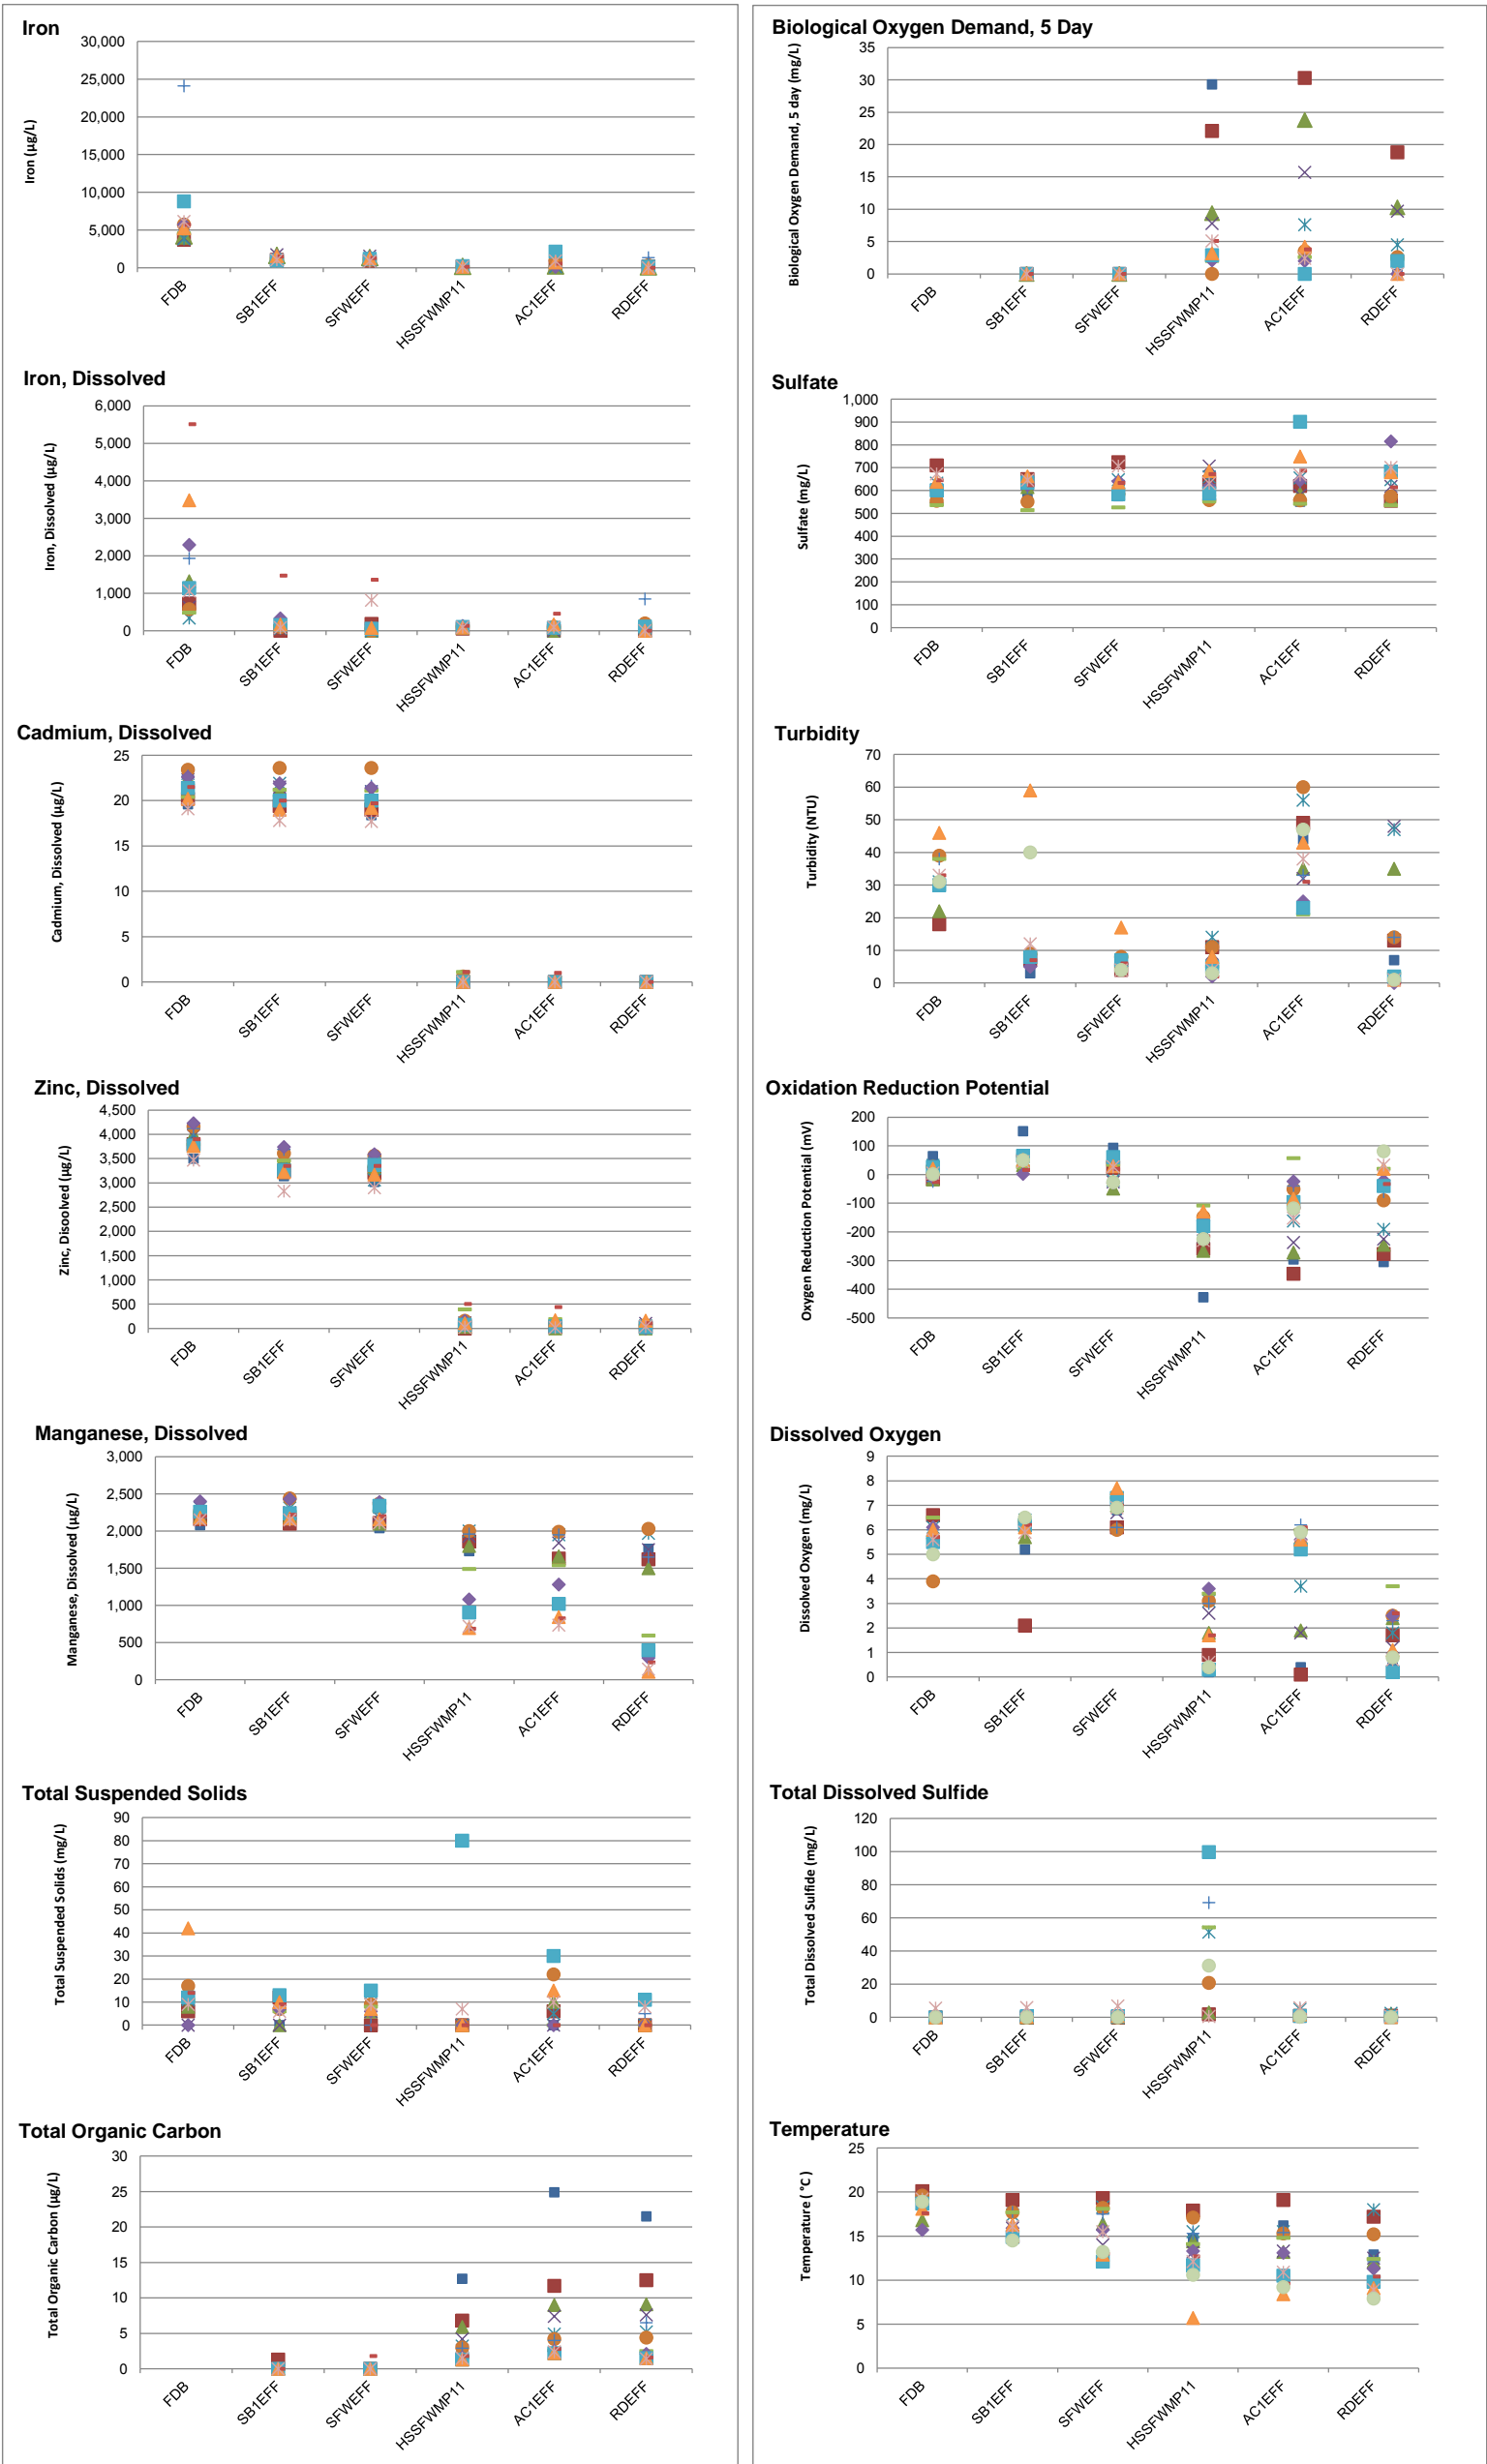 Iron
Iron (µg/L)
30,000
25,000
20,000
15,000
10,000
5,000
0
FDB
SB1EFF
SFWEFF
HSSFWMP11
AC1EFF
RDEFF
Iron, Dissolved
Iron, Dissolved (µg/L)
6,000
5,000
4,000
3,000
2,000
1,000
0
FDB
SB1EFF
SFWEFF
HSSFWMP11
AC1EFF
RDEFF
Cadmium, Dissolved
Cadmium, Dissolved (µg/L)
25
20
15
10
5
0
FDB
SB1EFF
SFWEFF
HSSFWMP11
AC1EFF
RDEFF
Zinc, Dissolved
Zinc, Disoolved (µg/L)
4,500
4,000
3,500
3,000
2,500
2,000
1,500
1,000
500
0
FDB
SB1EFF
SFWEFF
HSSFWMP11
AC1EFF
RDEFF
Manganese, Dissolved
Manganese, Dissolved (µg/L)
3,000
2,500
2,000
1,500
1,000
500
0
FDB
SB1EFF
SFWEFF
HSSFWMP11
AC1EFF
RDEFF
Total Suspended Solids
Total Suspended Solids (mg/L)
90
80
70
60
50
40
30
20
10
0
FDB
SB1EFF
SFWEFF
HSSFWMP11
AC1EFF
RDEFF
Total Organic Carbon
Total Organic Carbon (µg/L)
30
25
20
15
10
5
0
FDB
SB1EFF
SFWEFF
HSSFWMP11
AC1EFF
RDEFF
Biological Oxygen Demand, 5 Day
Biological Oxygen Demand, 5 day (mg/L)
35
30
25
20
15
10
5
0
FDB
SB1EFF
SFWEFF
HSSFWMP11
AC1EFF
RDEFF
Sulfate
Sulfate (mg/L)
1,000
900
800
700
600
500
400
300
200
100
0
FDB
SB1EFF
SFWEFF
HSSFWMP11
AC1EFF
RDEFF
Turbidity
Turbidity (NTU)
70
60
50
40
30
20
10
0
FDB
SB1EFF
SFWEFF
HSSFWMP11
AC1EFF
RDEFF
Oxidation Reduction Potential
Oxygen Reduction Potential (mV)
200
100
0
-100
-200
-300
-400
-500
FDB
SB1EFF
SFWEFF
HSSFWMP11
AC1EFF
RDEFF
Dissolved Oxygen
Dissolved Oxygen (mg/L)
9
8
7
6
5
4
3
2
1
0
FDB
SB1EFF
SFWEFF
HSSFWMP11
AC1EFF
RDEFF
Total Dissolved Sulfide
Total Dissolved Sulfide (mg/L)
120
100
80
60
40
20
0
FDB
SB1EFF
SFWEFF
HSSFWMP11
AC1EFF
RDEFF
Temperature
Temperature ( °C )
25
20
15
10
5
0
FDB
SB1EFF
SFWEFF
HSSFWMP11
AC1EFF
RDEFF